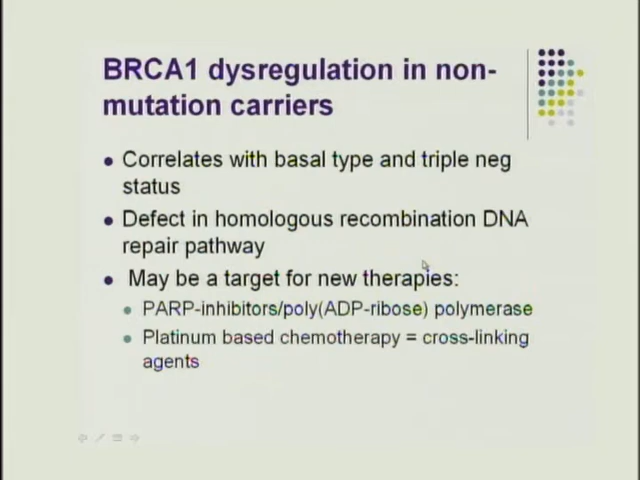 BRCA1 dysregulation in non-
mutation carriers
Correlates with basal type and triple neg
status
Defect in homologous recombination DNA
repair pathway
May be a target for new therapies:
PARP-inhibitors/poly(ADP-ribose) polymerase
Platinum based chemotherapy = cross-linking
agents